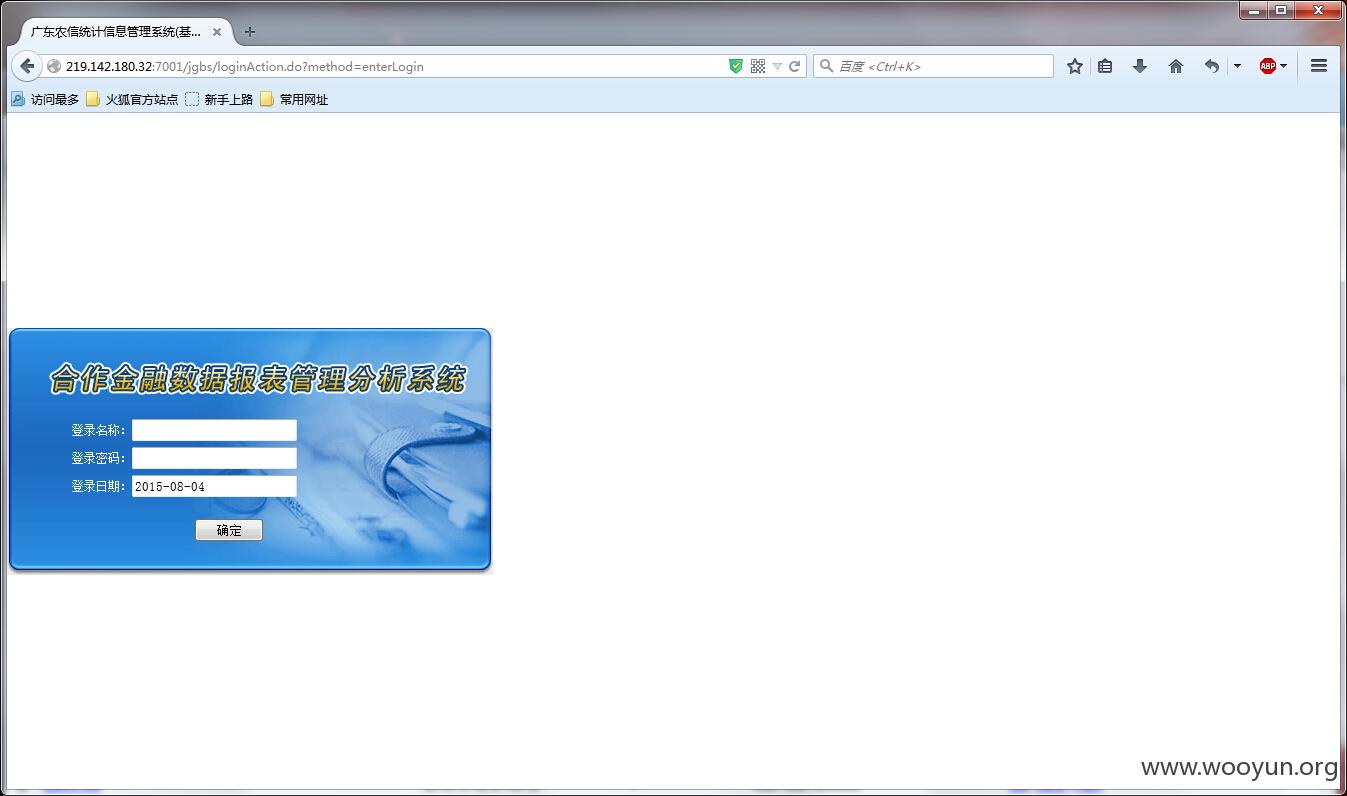 广东农信统计信息管理系统(基...
219.142.180.32:7001/jgbs/loginAction.do?method=enterLogin
百度 <Ctrl+K>
ABP
访问最多 火狐官方站点 新手上路 常用网址
合作金融数据报表管理分析系统
登录名称:
登录密码:
登录日期: 2015-08-04
确定
www.wooyun.org